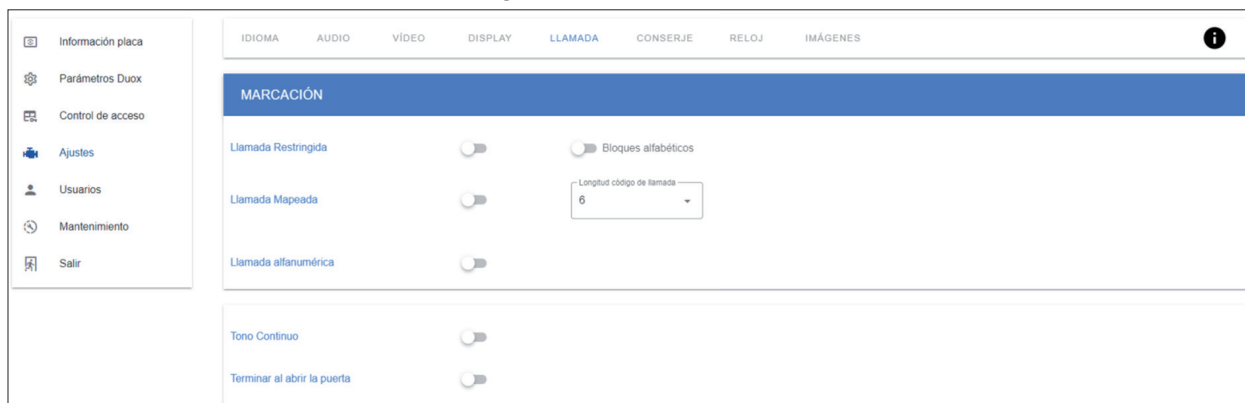 Información placa
Parámetros Duox
Control de acceso
Ajustes
Usuarios
Mantenimiento
Salir
IDIOMA AUDIO VÍDEO DISPLAY LLAMADA CONSERJE RELOJ IMÁGENES
MARCACIÓN
Llamada Restringida Bloques alfabéticos
Longitud código de llamada
Llamada Mapeada 6
Llamada alfanumérica
Tono Continuo
Terminar al abrir la puerta